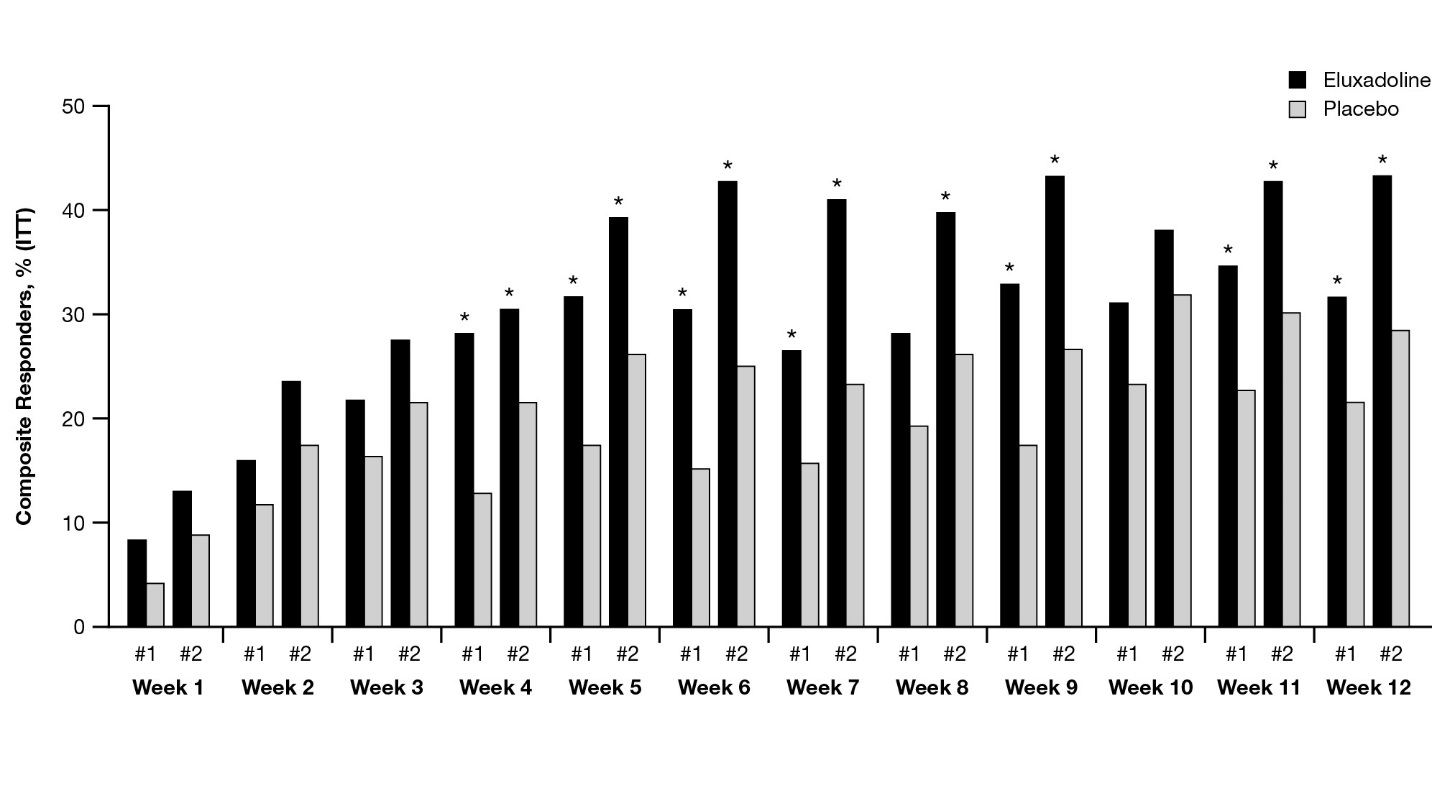 Eluxadoline
Placebo
Composite Responders, % (ITT)
50
40
30
20
10
0
* * * * * * * * * * * * * * *
#1 #2 #1 #2 #1 #2 #1 #2 #1 #2 #1 #2 #1 #2 #1 #2 #1 #2 #1 #2 #1 #2 #1 #2
Week 1 Week 2 Week 3 Week 4 Week 5 Week 6 Week 7 Week 8 Week 9 Week 10 Week 11 Week 12